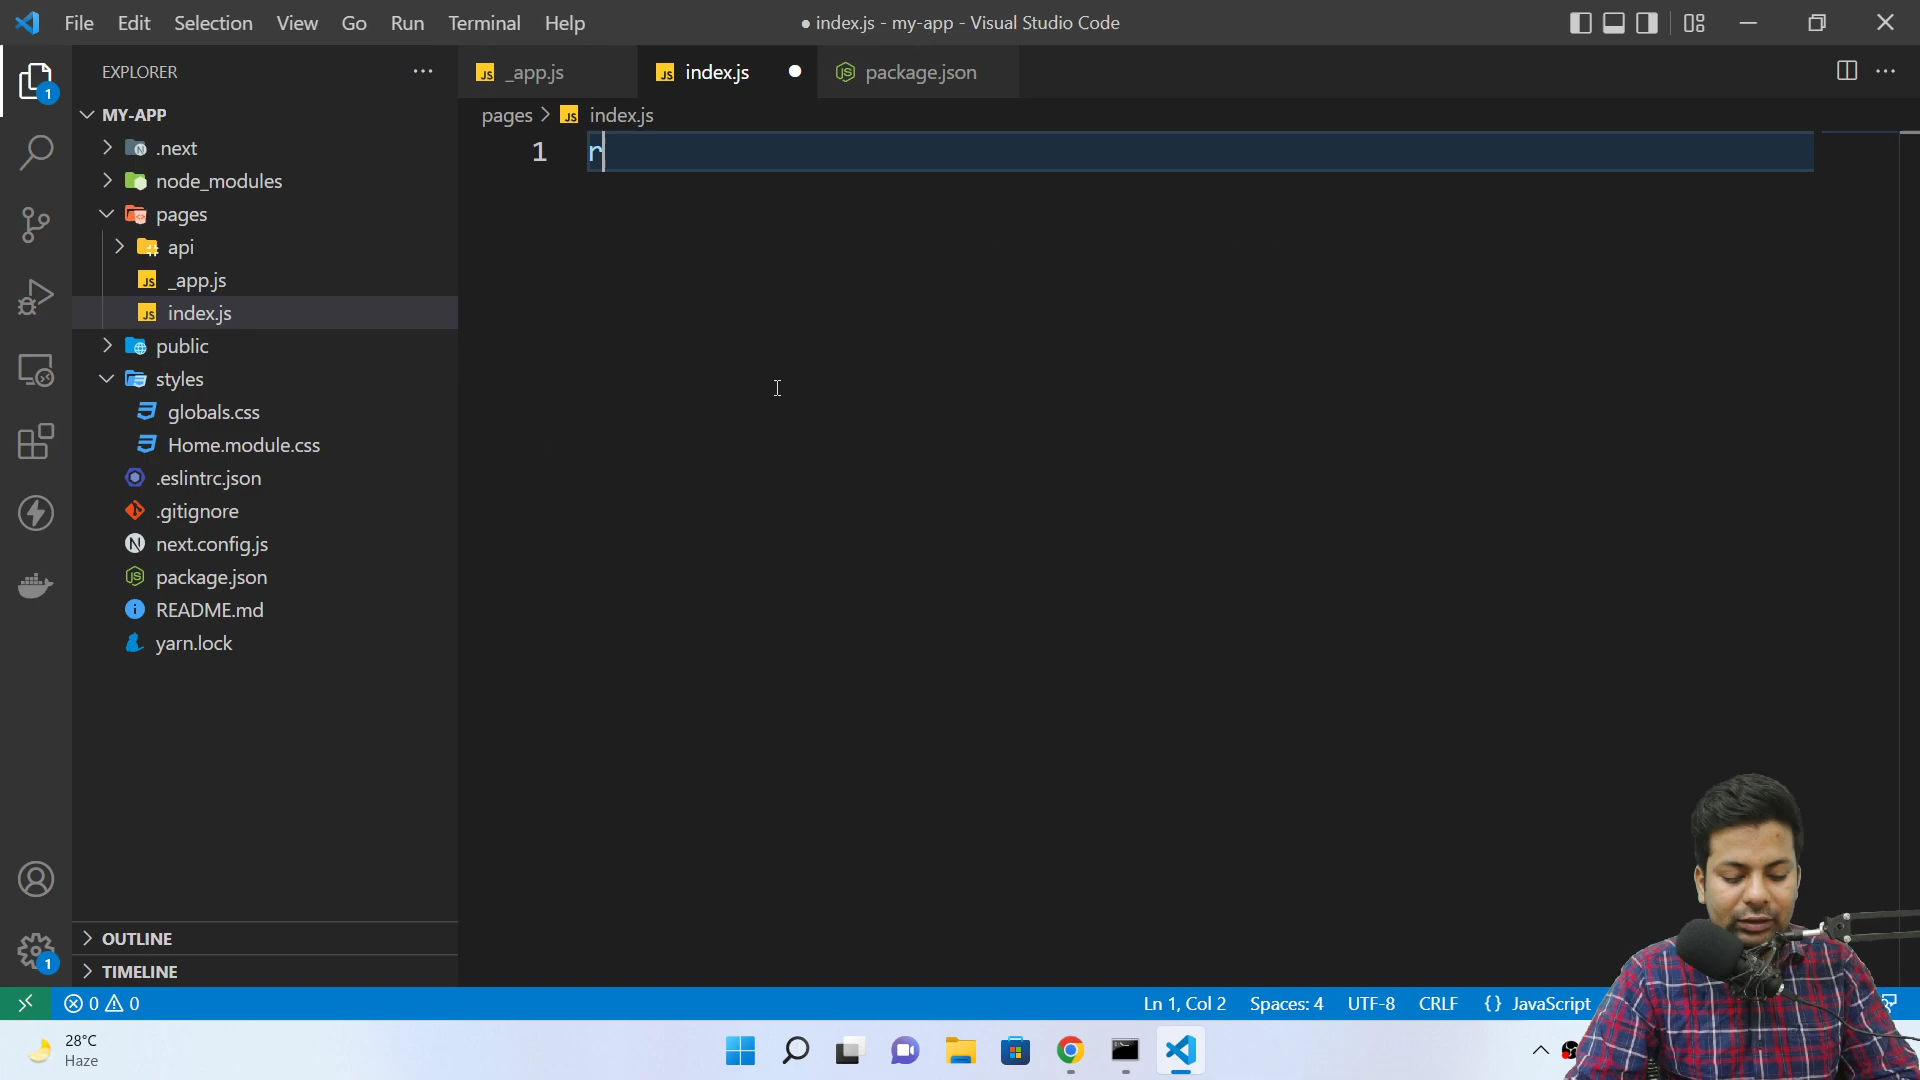 File Edit Selection View Go Run Terminal Help
● index.js - my-app - Visual Studio Code
EXPLORER
1
MY-APP
.next
node_modules
pages
api
_app.js
index.js
public
styles
globals.css
Home.module.css
.eslintrc.json
.gitignore
next.config.js
package.json
README.md
yarn.lock
OUTLINE
TIMELINE
1
_app.js
index.js
package.json
pages > index.js
1 r
0 0
Ln 1, Col 2 Spaces: 4 UTF-8 CRLF {} JavaScript
28°C
Haze